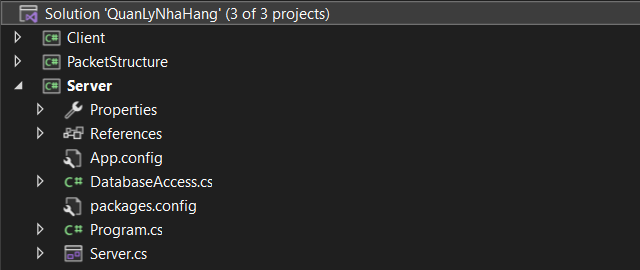 Solution 'QuanLyNhaHang' (3 of 3 projects)
C# Client
C# PacketStructure
C# Server
Properties
References
App.config
C# DatabaseAccess.cs
packages.config
C# Program.cs
Server.cs